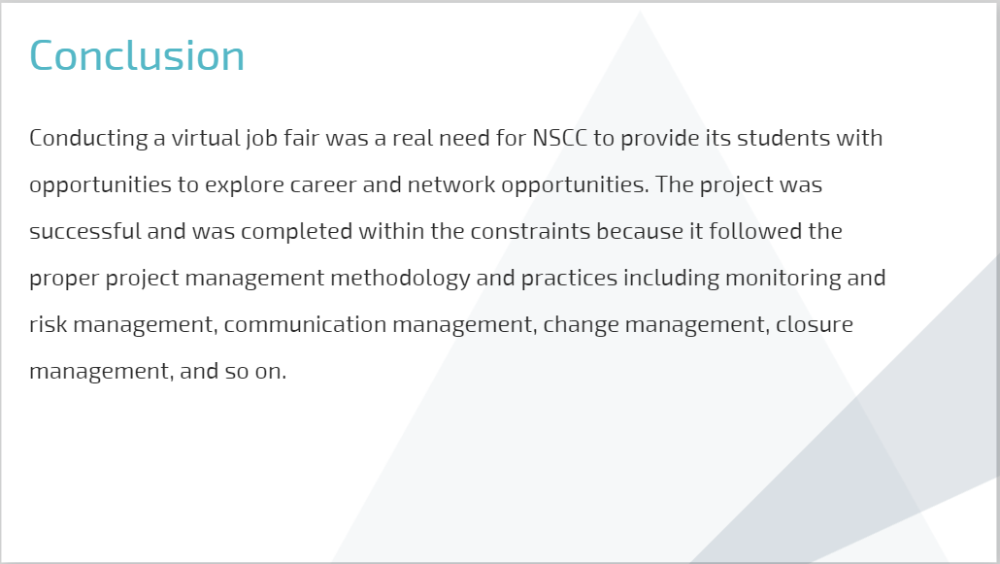 Conclusion
Conducting a virtual job fair was a real need for NSCC to provide its students with
opportunities to explore career and network opportunities. The project was
successful and was completed within the constraints because it followed the
proper project management methodology and practices including monitoring and
risk management, communication management, change management, closure
management, and so on.